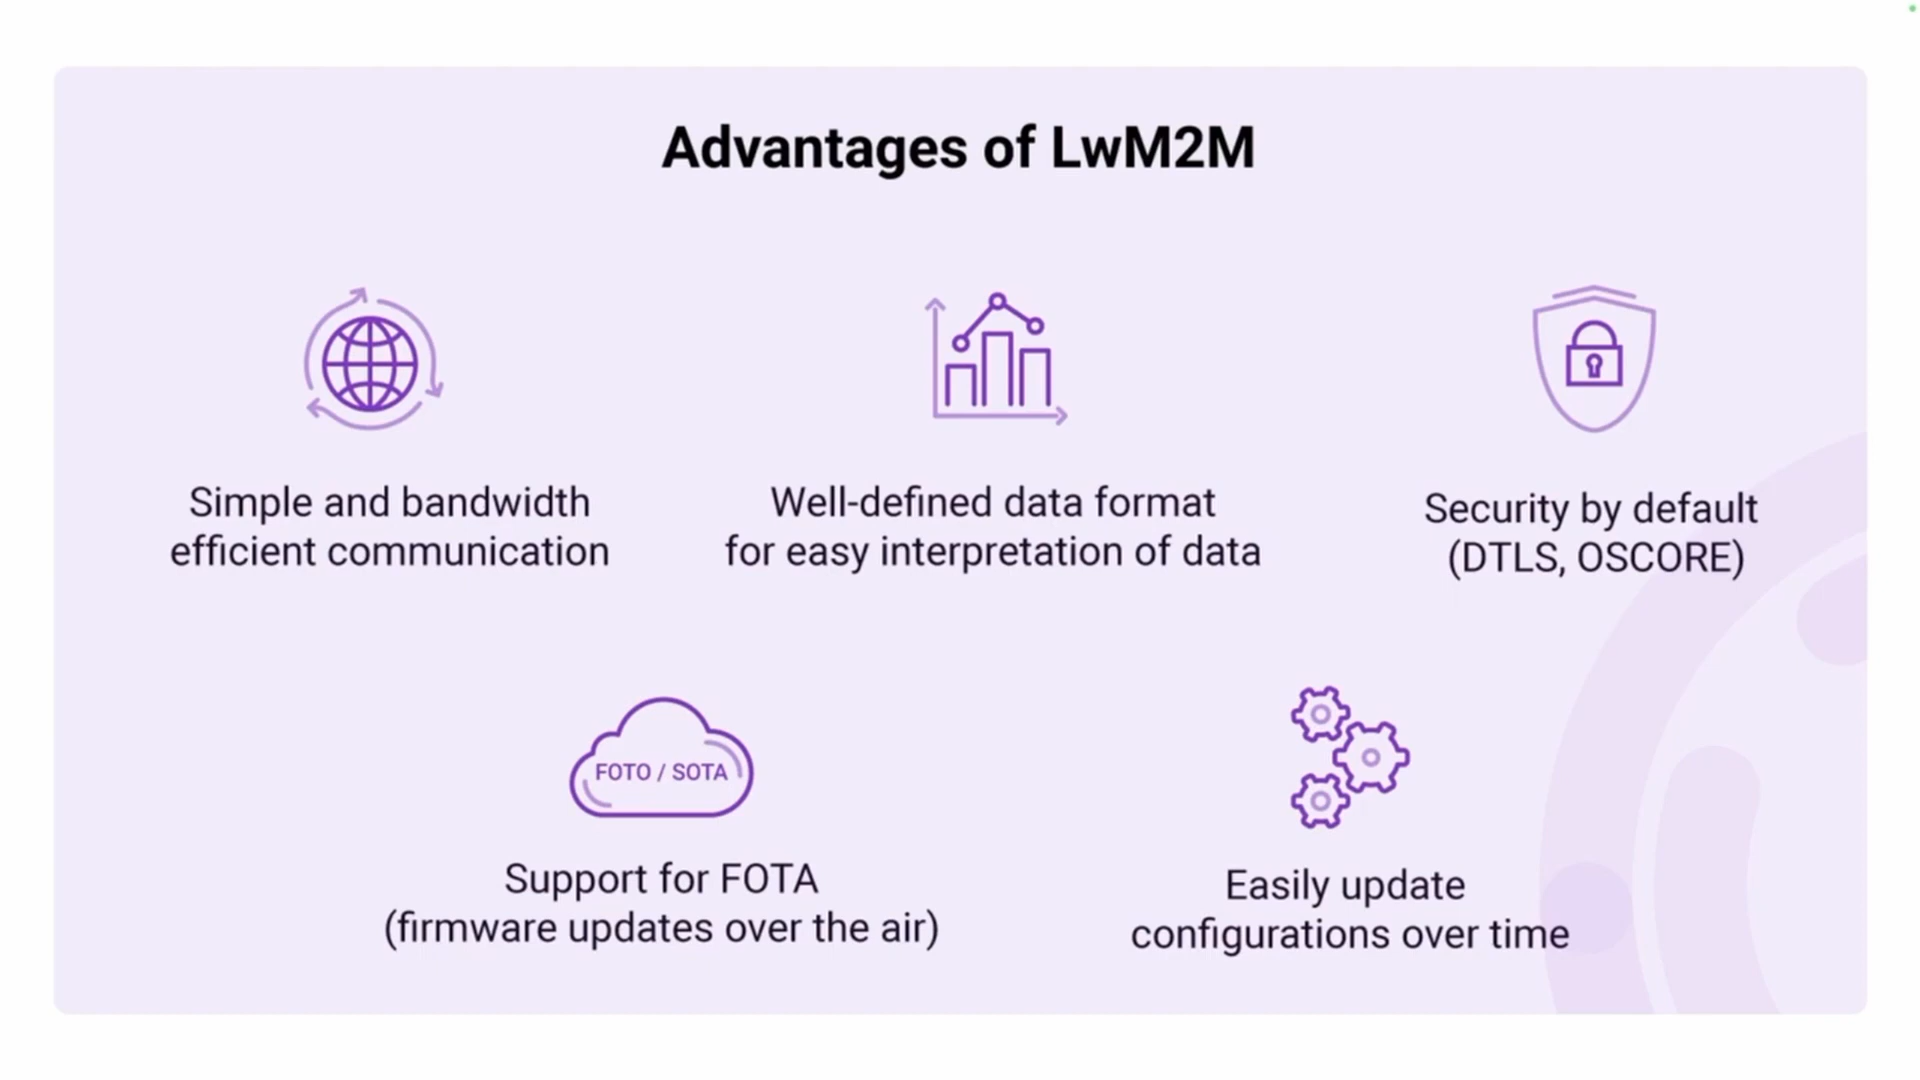 Advantages of LwM2M
Simple and bandwidth
efficient communication
Well-defined data format
for easy interpretation of data
Security by default
(DTLS, OSCORE)
FOTO / SOTA
Support for FOTA
(firmware updates over the air)
Easily update
configurations over time